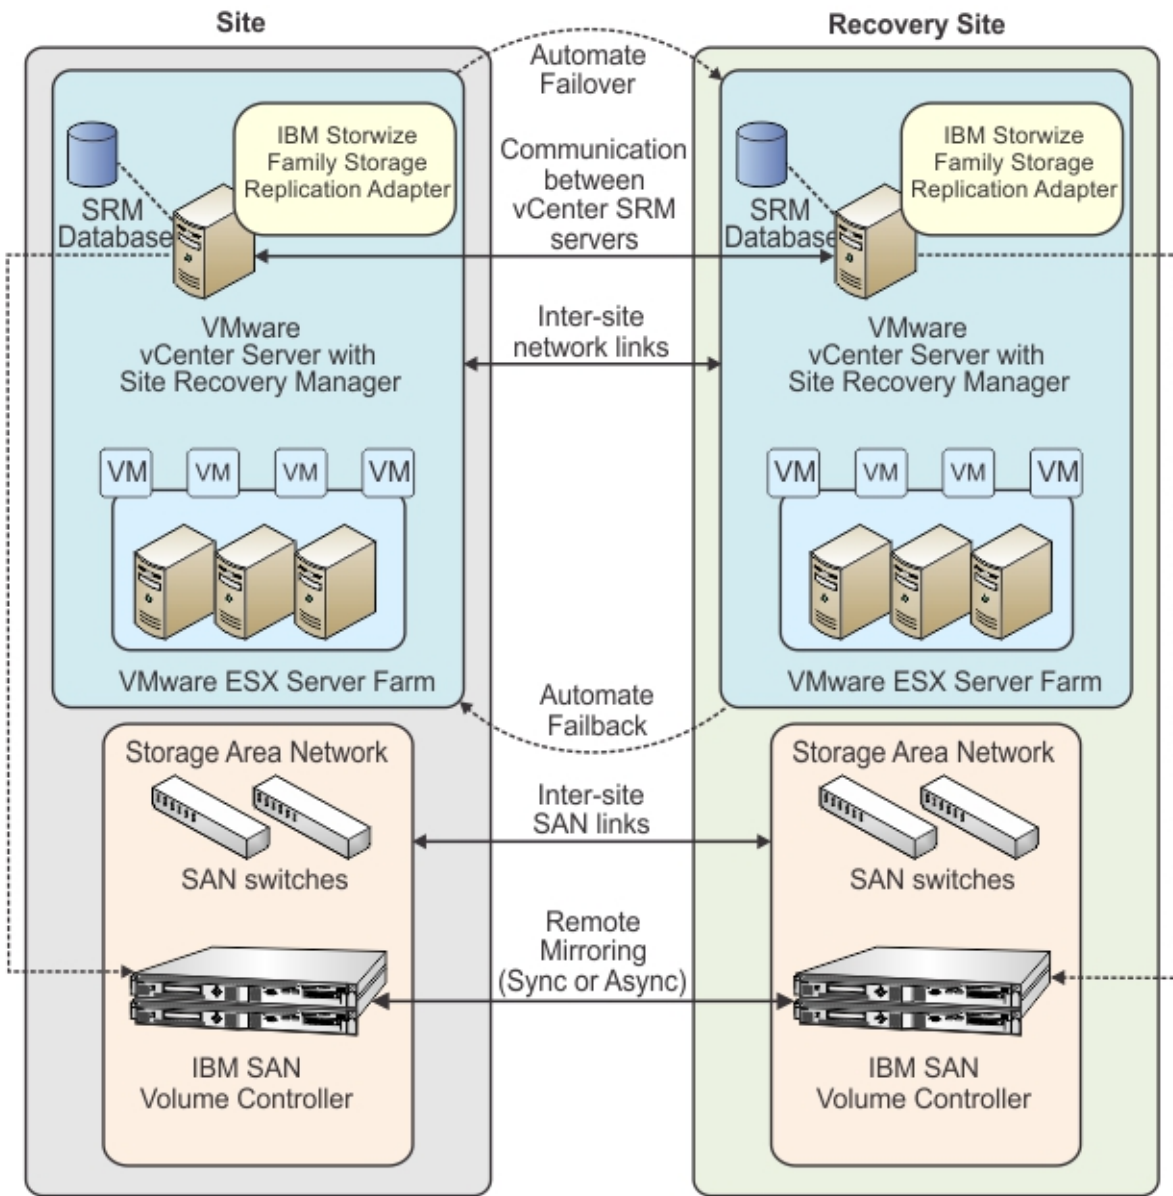 Site
Recovery Site
Automate
Failover
IBM Storwize
Family Storage
Replication Adapter
SRM
Database
Communication
between
vCenter SRM
servers
IBM Storwize
Family Storage
Replication Adapter
SRM
Database
VMware
vCenter Server with
Site Recovery Manager
Inter-site
network links
VMware
vCenter Server with
Site Recovery Manager
VM VM VM VM
VMware ESX Server Farm
VM VM VM VM
VMware ESX Server Farm
Automate
Failback
Storage Area Network
SAN switches
Inter-site
SAN links
Storage Area Network
SAN switches
Remote
Mirroring
(Sync or Async)
IBM SAN
Volume Controller
IBM SAN
Volume Controller